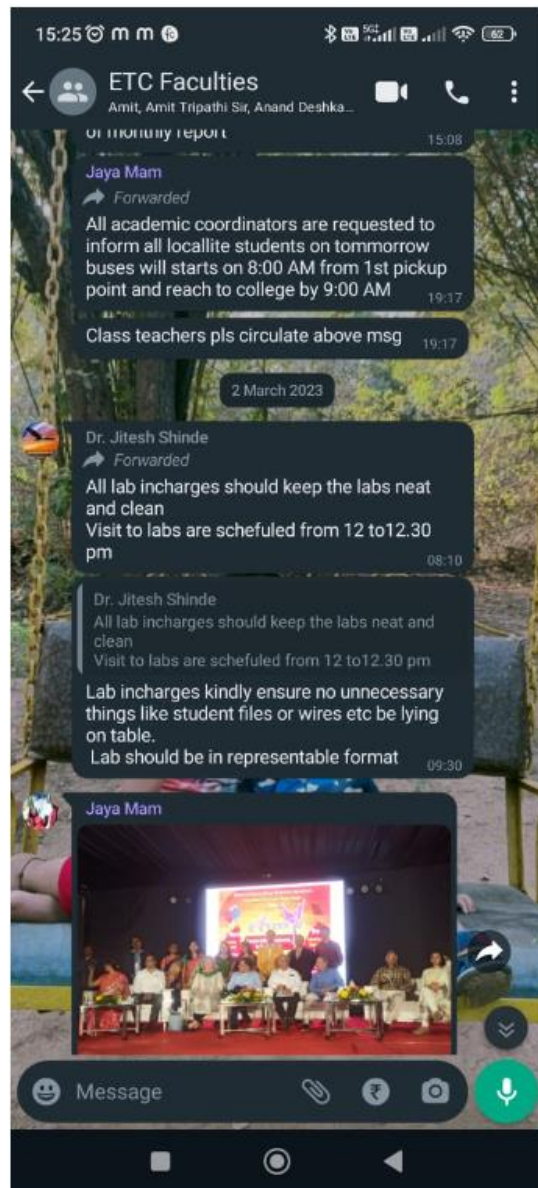 15:25 m m
5G+
62
ETC Faculties
Amit, Amit Tripathi Sir, Anand Deshka...
of monthly report
15:08
Jaya Mam
Forwarded
All academic coordinators are requested to
inform all locallite students on tommorrow
buses will starts on 8:00 AM from 1st pickup
point and reach to college by 9:00 AM
19:17
Class teachers pls circulate above msg
19:17
2 March 2023
Dr. Jitesh Shinde
Forwarded
All lab incharges should keep the labs neat
and clean
Visit to labs are schefuled from 12 to12.30
pm
08:10
Dr. Jitesh Shinde
All lab incharges should keep the labs neat and
clean
Visit to labs are schefuled from 12 to12.30 pm
Lab incharges kindly ensure no unnecessary
things like student files or wires etc be lying
on table.
Lab should be in representable format
09:30
Jaya Mam
Message